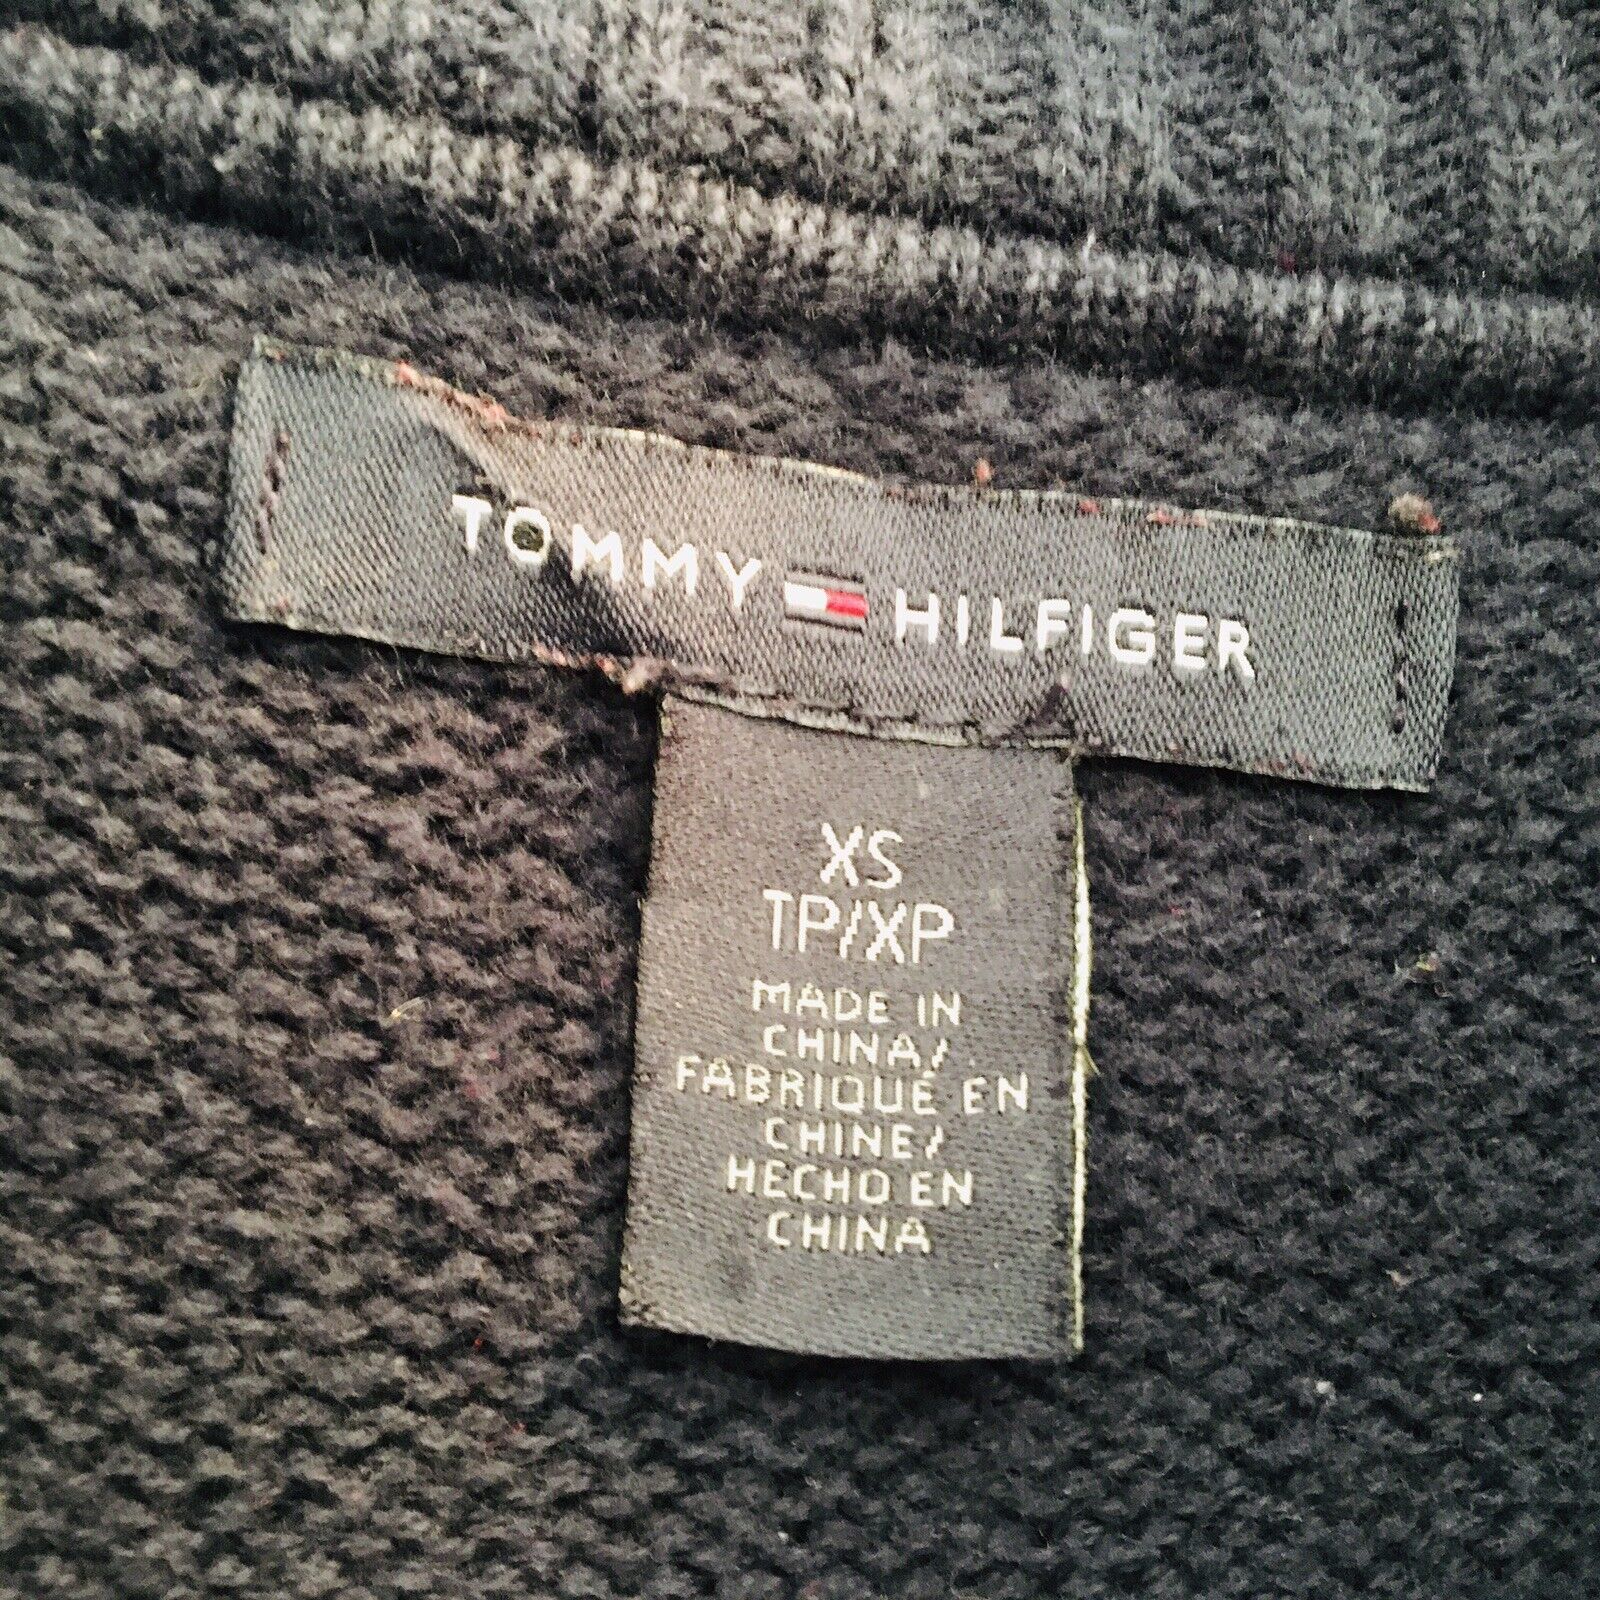 TOMMY HILFIGER
XS
TP/XP
MADE IN
CHINA/
FABRIQUÉ EN
CHINE/
HECHO EN
CHINA